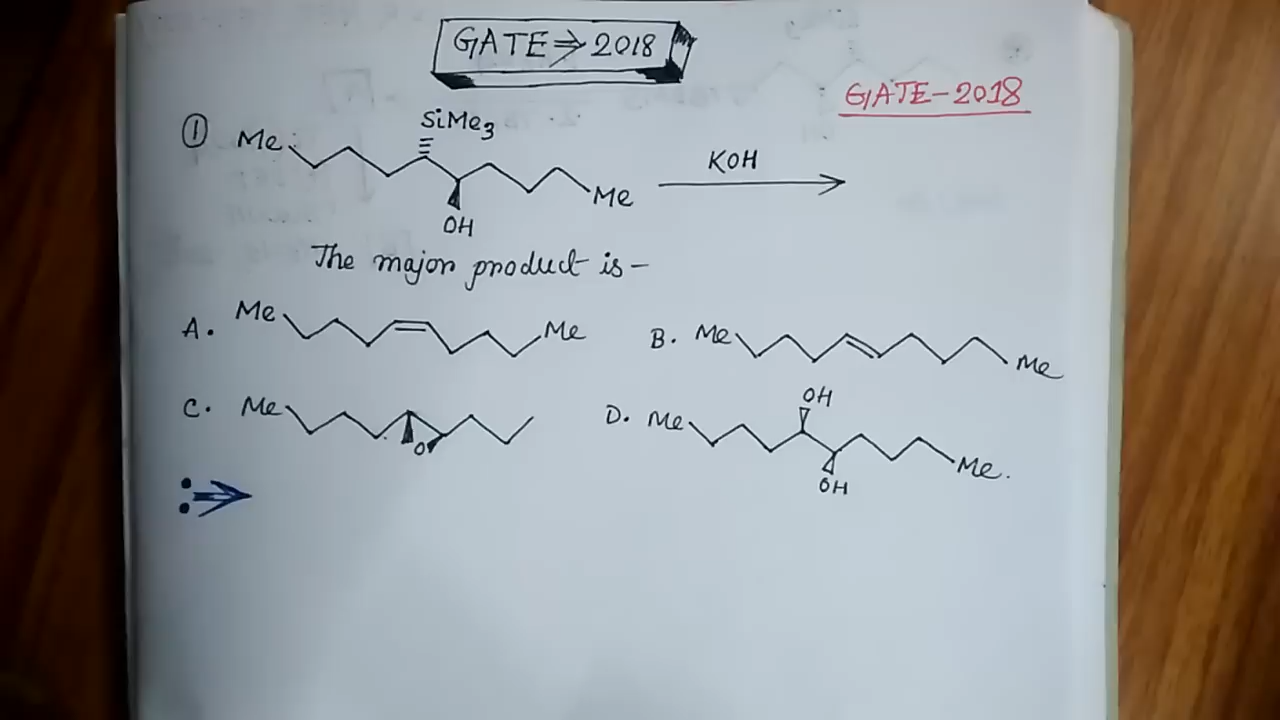 GATE ⇒ 2018
GATE-2018
① Me SiMe3 OH Me KOH
The major product is -
A. Me Me B. Me Me
C. Me O D. Me OH OH Me.